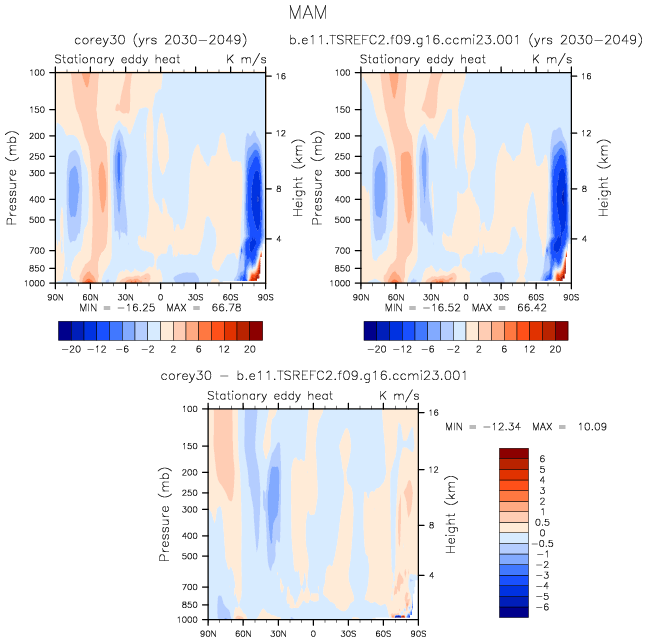 MAM
corey30 (yrs 2030-2049)
b.e11.TSREFC2.f09.g16.ccmi23.001 (yrs 2030-2049)
Stationary eddy heat K m/s
Stationary eddy heat K m/s
Pressure (mb)
100
150
200
250
300
400
500
700
850
1000
16
12
8
4
Height (km)
90N 60N 30N 0 30S 60S 90S
MIN = -16.25 MAX = 66.78
-20 -12 -6 -2 2 6 12 20
Pressure (mb)
100
150
200
250
300
400
500
700
850
1000
16
12
8
4
Height (km)
90N 60N 30N 0 30S 60S 90S
MIN = -16.52 MAX = 66.42
-20 -12 -6 -2 2 6 12 20
corey30 - b.e11.TSREFC2.f09.g16.ccmi23.001
Stationary eddy heat K m/s
Pressure (mb)
100
150
200
250
300
400
500
700
850
1000
16
12
8
4
Height (km)
90N 60N 30N 0 30S 60S 90S
MIN = -12.34 MAX = 10.09
6
5
4
3
2
1
0.5
0
-0.5
-1
-2
-3
-4
-5
-6